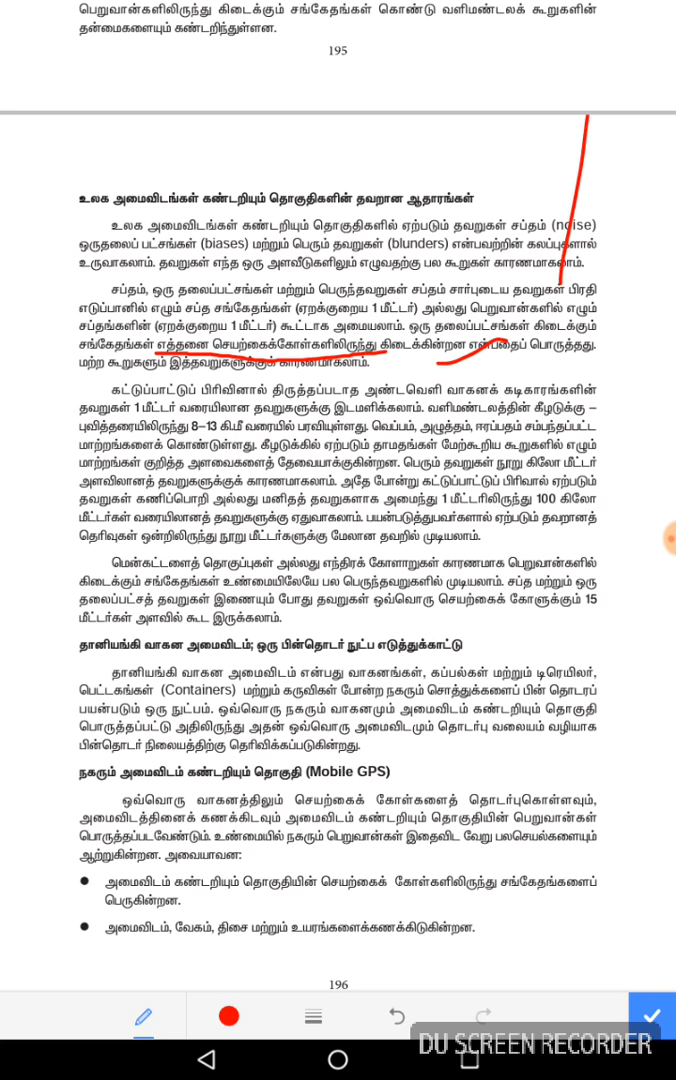 பெறுவான்களிலிருந்து கிடைக்கும் சங்கேதங்கள் கொண்டு வளிமண்டலக் கூறுகளின்
தன்மைகளையும் கண்டறிந்துள்ளன.
195
உலக அமைவிடங்கள் கண்டறியும் தொகுதிகளின் தவறான ஆதாரங்கள்
உலக அமைவிடங்கள் கண்டறியும் தொகுதிகளில் ஏற்படும் தவறுகள் சப்தம் (noise)
ஒருதலைப் பட்சங்கள் (biases) மற்றும் பெரும் தவறுகள் (blunders) என்பவற்றின் கலப்புகளால்
உருவாகலாம். தவறுகள் எந்த ஒரு அளவீடுகளிலும் எழுவதற்கு பல கூறுகள் காரணமாகலாம்.
சப்தம், ஒரு தலைப்பட்சங்கள் மற்றும் பெருந்தவறுகள் சப்தம் சார்புடைய தவறுகள் பிரதி
எடுப்பானில் எழும் சப்த சங்கேதங்கள் (ஏறக்குறைய 1 மீட்டர்) அல்லது பெறுவான்களில் எழும்
சப்தங்களின் (ஏறக்குறைய 1 மீட்டர்) கூட்டாக அமையலாம். ஒரு தலைப்பட்சங்கள் கிடைக்கும்
சங்கேதங்கள் எத்தனை செயற்கைக்கோள்களிலிருந்து கிடைக்கின்றன என்பதைப் பொருத்தது.
மற்ற கூறுகளும் இத்தவறுகளுக்குக் காரணமாகலாம்.
கட்டுப்பாட்டுப் பிரிவினால் திருத்தப்படாத அண்டவெளி வாகனக் கடிகாரங்களின்
தவறுகள் 1 மீட்டர் வரையிலான தவறுகளுக்கு இடமளிக்கலாம். வளிமண்டலத்தின் கீழடுக்கு –
புவித்தரையிலிருந்து 8–13 கி.மீ வரையில் பரவியுள்ளது. வெப்பம், அழுத்தம், ஈரப்பதம் சம்பந்தப்பட்ட
மாற்றங்களைக் கொண்டுள்ளது. கீழடுக்கில் ஏற்படும் தாமதங்கள் மேற்கூறிய கூறுகளில் எழும்
மாற்றங்கள் குறித்த அளவைகளைத் தேவையாக்குகின்றன. பெரும் தவறுகள் நூறு கிலோ மீட்டர்
அளவிலானத் தவறுகளுக்குக் காரணமாகலாம். அதே போன்று கட்டுப்பாட்டுப் பிரிவால் ஏற்படும்
தவறுகள் கணிப்பொறி அல்லது மனிதத் தவறுகளாக அமைந்து 1 மீட்டரிலிருந்து 100 கிலோ
மீட்டர்கள் வரையிலானத் தவறுகளுக்கு ஏதுவாகலாம். பயன்படுத்துபவர்களால் ஏற்படும் தவறானத்
தெரிவுகள் ஒன்றிலிருந்து நூறு மீட்டர்களுக்கு மேலான தவறில் முடியலாம்.
மென்கட்டளைத் தொகுப்புகள் அல்லது எந்திரக் கோளாறுகள் காரணமாக பெறுவான்களில்
கிடைக்கும் சங்கேதங்கள் உண்மையிலேயே பல பெருந்தவறுகளில் முடியலாம். சப்த மற்றும் ஒரு
தலைப்பட்சத் தவறுகள் இணையும் போது தவறுகள் ஒவ்வொரு செயற்கைக் கோளுக்கும் 15
மீட்டர்கள் அளவில் கூட இருக்கலாம்.
தானியங்கி வாகன அமைவிடம்; ஒரு பின்தொடர் நுட்ப எடுத்துக்காட்டு
தானியங்கி வாகன அமைவிடம் என்பது வாகனங்கள், கப்பல்கள் மற்றும் டிரெயிலர்,
பெட்டகங்கள் (Containers) மற்றும் கருவிகள் போன்ற நகரும் சொத்துக்களைப் பின் தொடரப்
பயன்படும் ஒரு நுட்பம். ஒவ்வொரு நகரும் வாகனமும் அமைவிடம் கண்டறியும் தொகுதி
பொருத்தப்பட்டு அதிலிருந்து அதன் ஒவ்வொரு அமைவிடமும் தொடர்பு வலையம் வழியாக
பின்தொடர் நிலையத்திற்கு தெரிவிக்கப்படுகின்றது.
நகரும் அமைவிடம் கண்டறியும் தொகுதி (Mobile GPS)
ஒவ்வொரு வாகனத்திலும் செயற்கைக் கோள்களைத் தொடர்புகொள்ளவும்,
அமைவிடத்தினைக் கணக்கிடவும் அமைவிடம் கண்டறியும் தொகுதியின் பெறுவான்கள்
பொருத்தப்படவேண்டும். உண்மையில் நகரும் பெறுவான்கள் இதைவிட வேறு பலசெயல்களையும்
ஆற்றுகின்றன. அவையாவன:
● அமைவிடம் கண்டறியும் தொகுதியின் செயற்கைக் கோள்களிலிருந்து சங்கேதங்களைப்
பெருகின்றன.
● அமைவிடம், வேகம், திசை மற்றும் உயரங்களைக்கணக்கிடுகின்றன.
196
DU SCREEN RECORDER